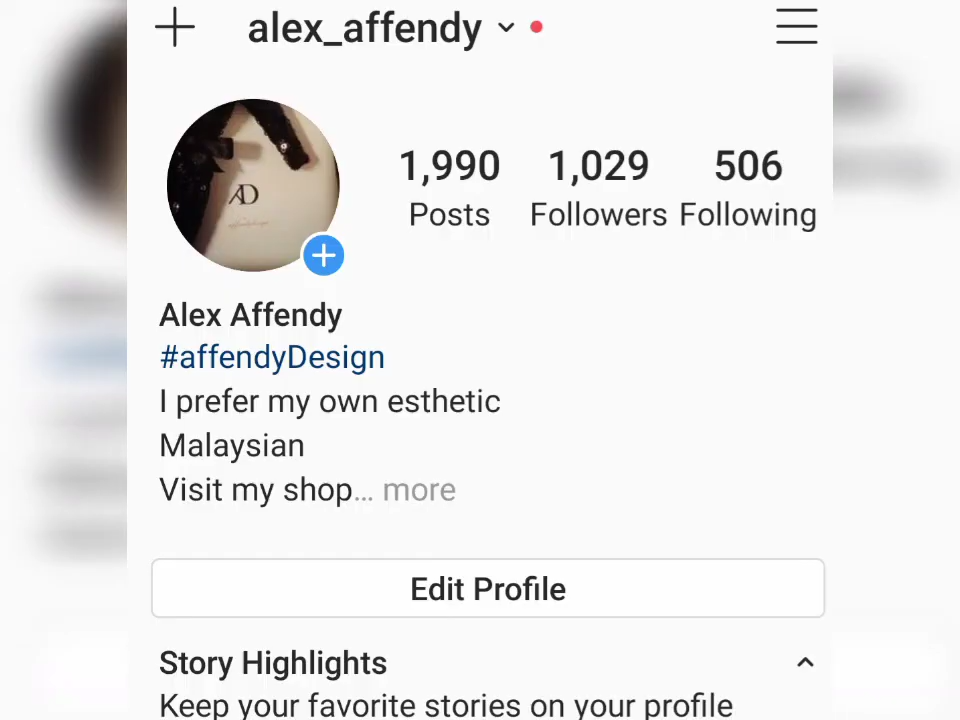 alex_affendy
1,990 1,029 506
Posts Followers Following
Alex Affendy
#affendyDesign
I prefer my own esthetic
Malaysian
Visit my shop... more
Edit Profile
Story Highlights
Keep your favorite stories on your profile